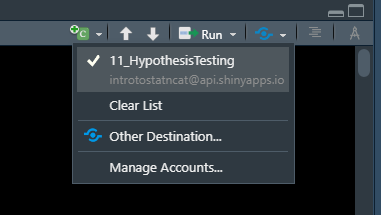 Run
11_HypothesisTesting
introtostatncat@api.shinyapps.io
Clear List
Other Destination...
Manage Accounts...